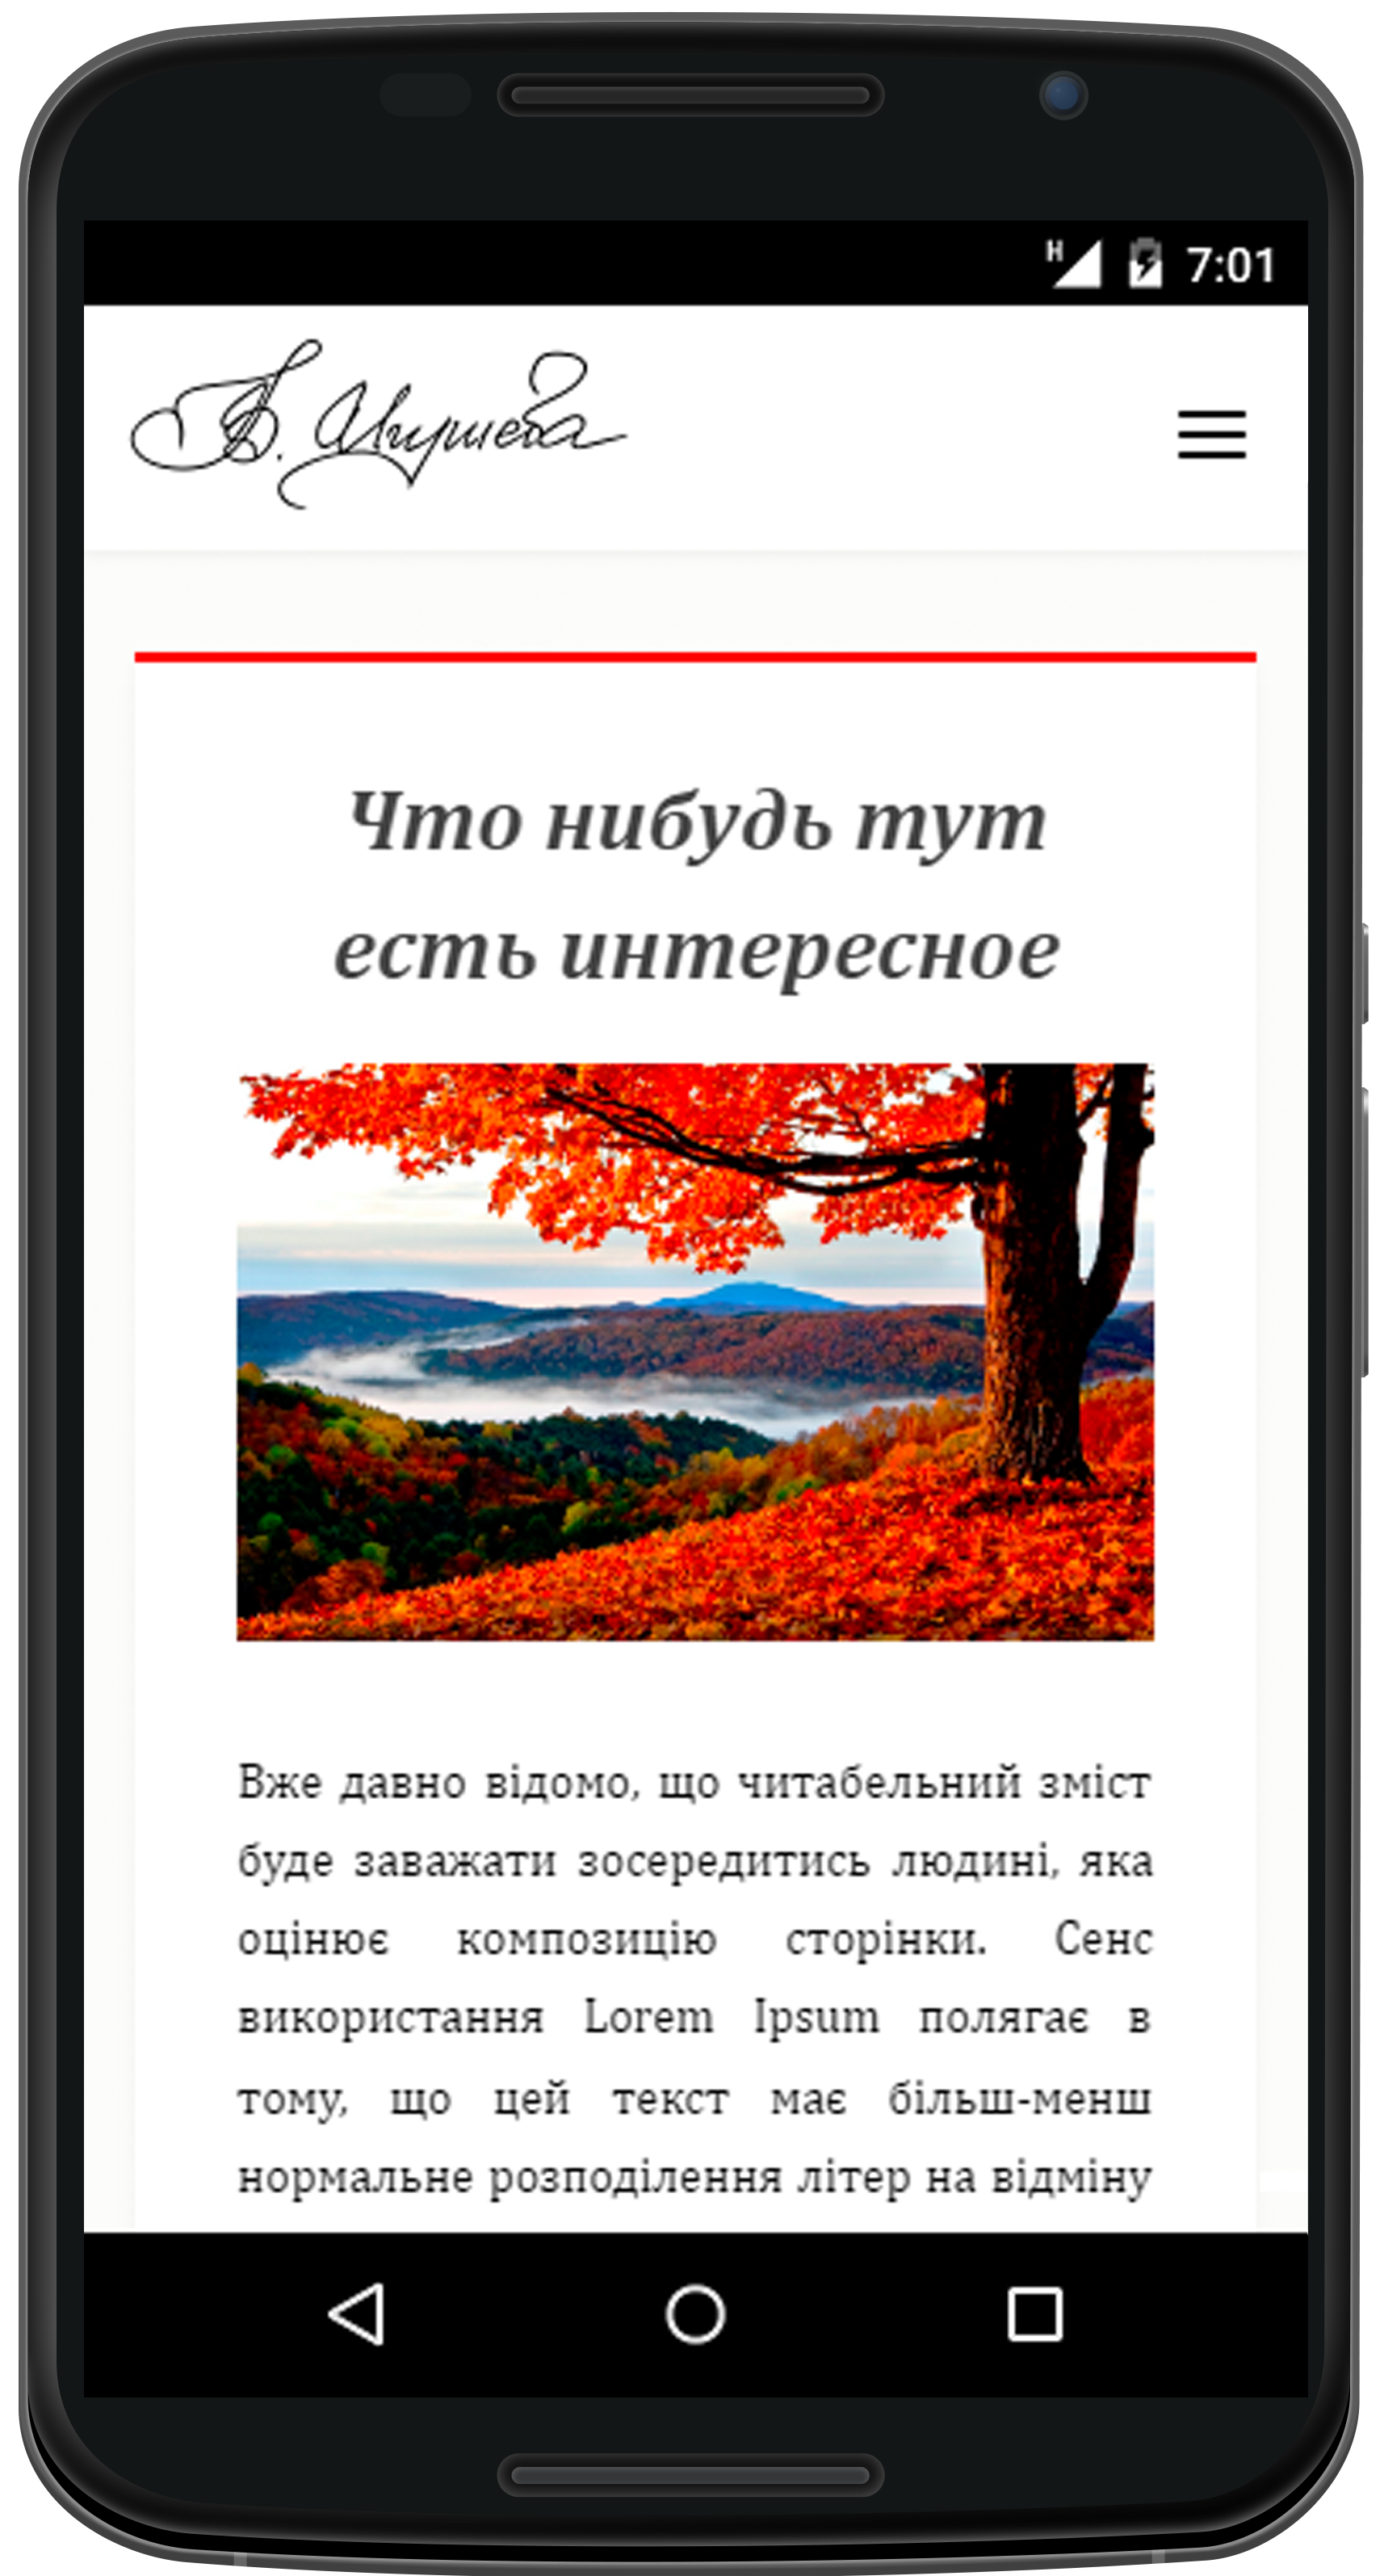 H 7:01
Что нибудь тут
есть интересное
Вже давно відомо, що читабельний зміст
буде заважати зосередитись людині, яка
оцінює композицію сторінки. Сенс
використання Lorem Ipsum полягає в
тому, що цей текст має більш-менш
нормальне розподілення літер на відміну